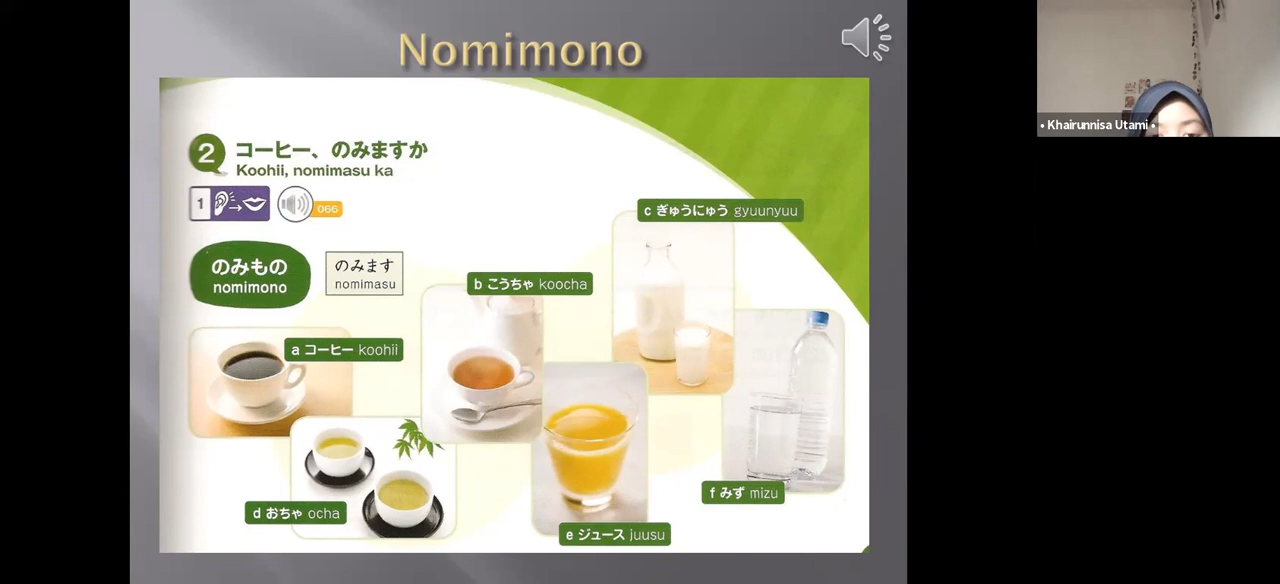 Nomimono
2 コーヒー、のみますか
Koohii, nomimasu ka
1
066
のみもの
nomimono
のみます
nomimasu
a コーヒー koohii
b こうちゃ koocha
c ぎゅうにゅう gyuunyuu
d おちゃ ocha
e ジュース juusu
f みず mizu
• Khairunnisa Utami •